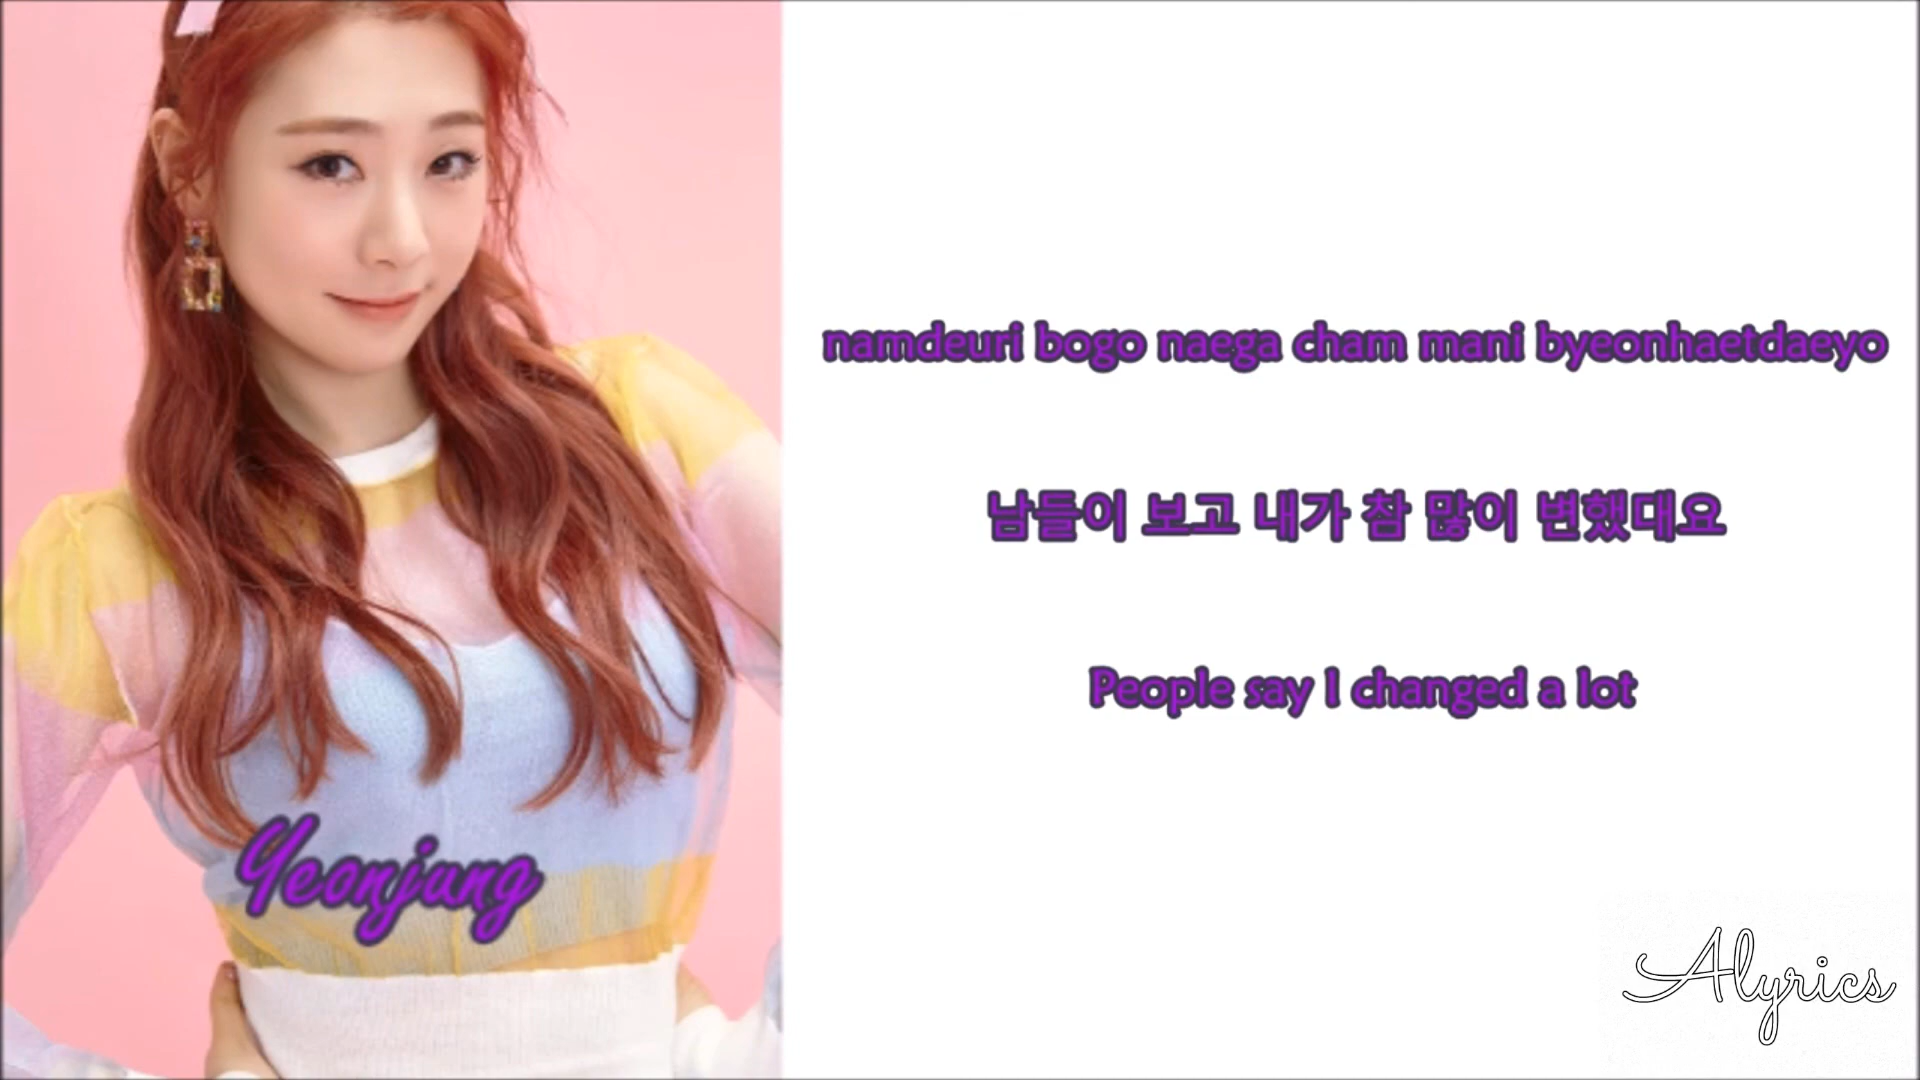 namdeuri bogo naega cham mani byeonhaetdaeyo
남들이 보고 내가 참 많이 변했대요
People say I changed a lot
Yeonjung
Alyrics